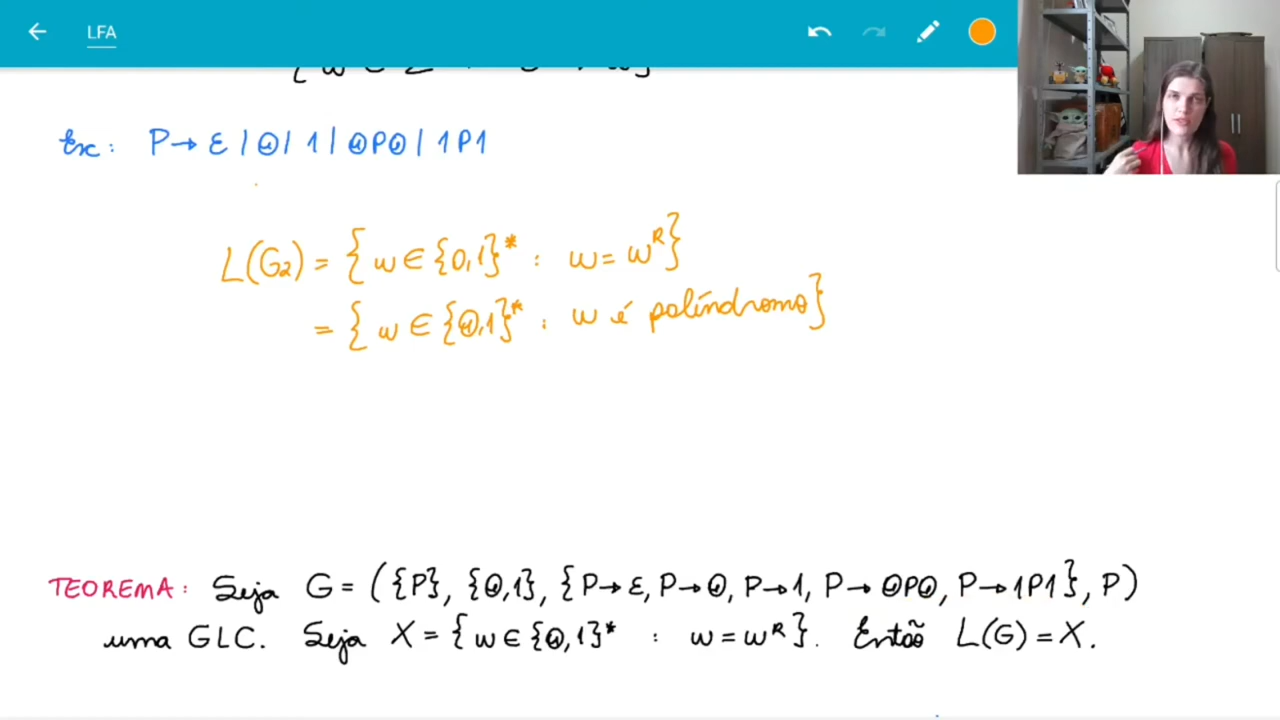 LFA
Ex: P→ ε | 0 | 1 | 0P0 | 1P1
L(G₂) = { w ∈ {0,1}* : w = wᴿ }
= { w ∈ {0,1}* : w é palíndromo }
TEOREMA: Seja G = ({P}, {0,1}, {P→ε, P→0, P→1, P→0P0, P→1P1}, P)
uma GLC. Seja X = { w ∈ {0,1}* : w = wᴿ }. Então L(G) = X.